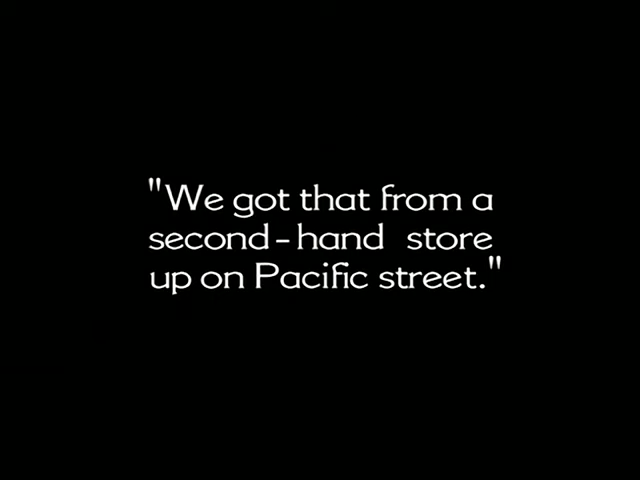 "We got that from a
second-hand store
up on Pacific street."